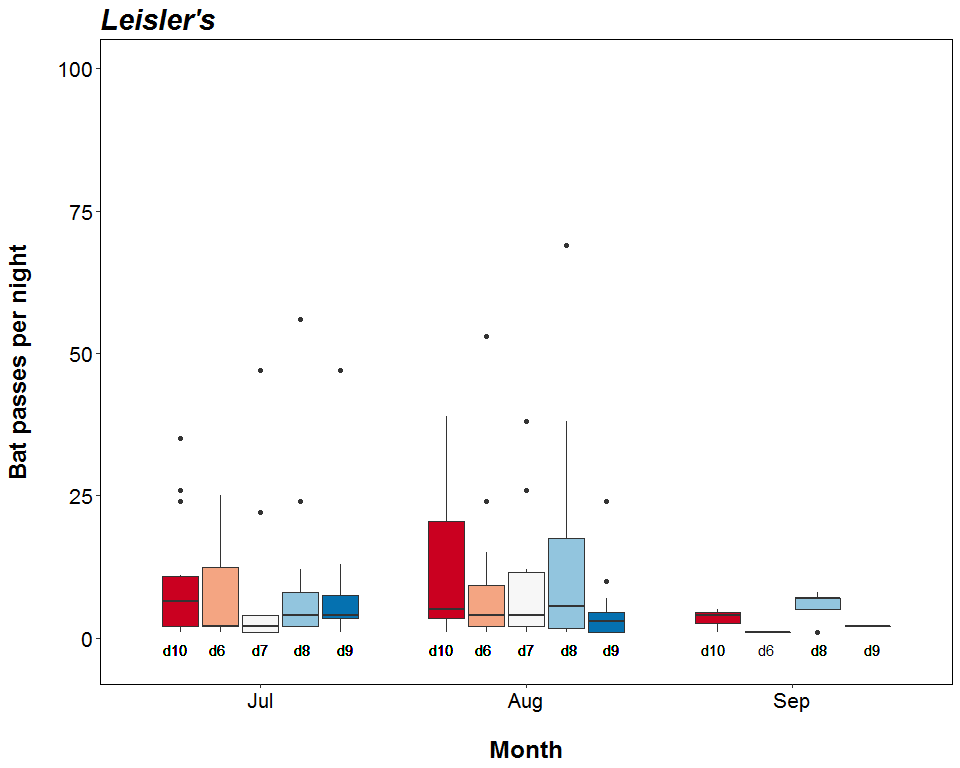 Leisler's
Bat passes per night
100
75
50
25
0
d10 d6 d7 d8 d9 d10 d6 d7 d8 d9 d10 d6 d8 d9
Jul Aug Sep
Month